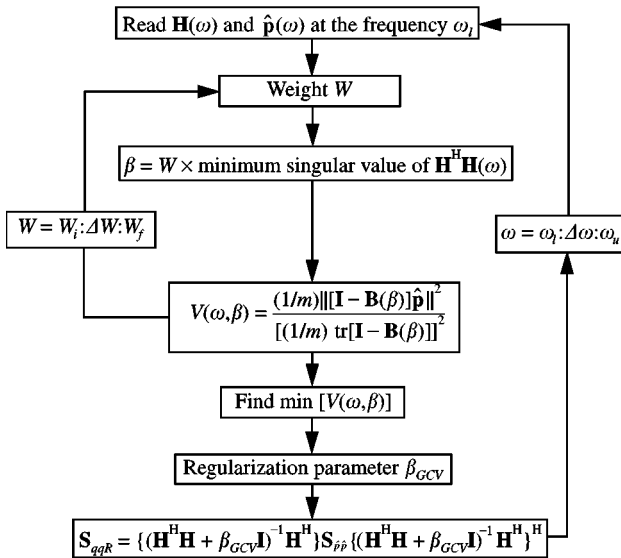 Read H(ω) and p̂(ω) at the frequency ω_l
Weight W
β = W × minimum singular value of H^H H(ω)
W = W_i:ΔW:W_f
ω = ω_l:Δω:ω_u
V(ω,β) = (1/m)||[I – B(β)]p̂||^2 / [(1/m) tr[I – B(β)]]^2
Find min [V(ω,β)]
Regularization parameter β_GCV
S_qqR = {(H^H H + β_GCV I)^–1 H^H}S_p̂p̂{(H^H H + β_GCV I)^–1 H^H}^H